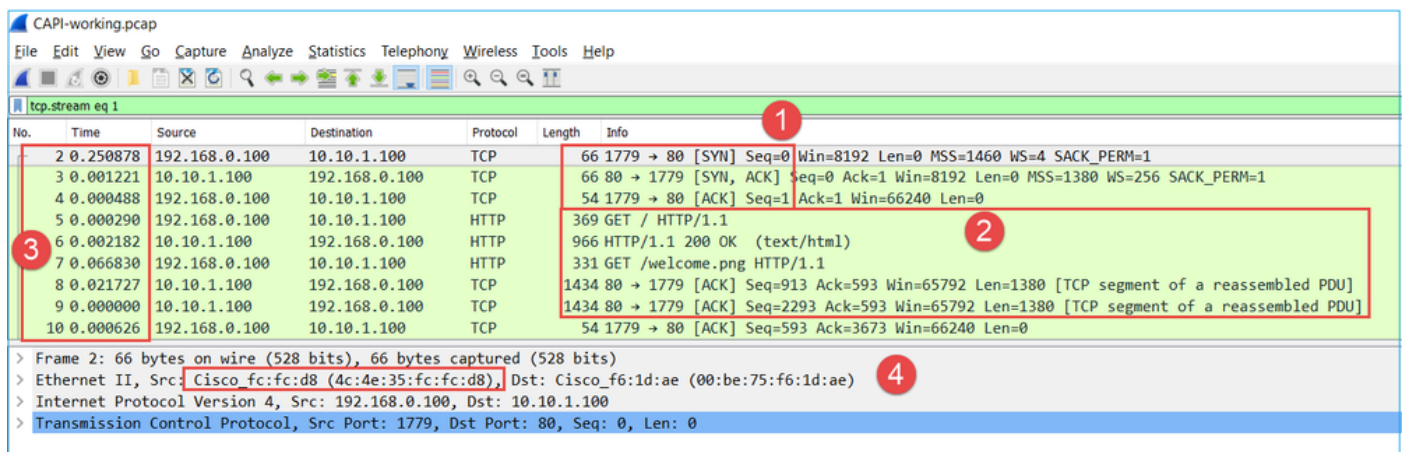 CAPI-working.pcap
File Edit View Go Capture Analyze Statistics Telephony Wireless Tools Help
tcp.stream eq 1
No. Time Source Destination Protocol Length Info
1
2 0.250878 192.168.0.100 10.10.1.100 TCP 66 1779 → 80 [SYN] Seq=0 Win=8192 Len=0 MSS=1460 WS=4 SACK_PERM=1
3 0.001221 10.10.1.100 192.168.0.100 TCP 66 80 → 1779 [SYN, ACK] Seq=0 Ack=1 Win=8192 Len=0 MSS=1380 WS=256 SACK_PERM=1
4 0.000488 192.168.0.100 10.10.1.100 TCP 54 1779 → 80 [ACK] Seq=1 Ack=1 Win=66240 Len=0
5 0.000290 192.168.0.100 10.10.1.100 HTTP 369 GET / HTTP/1.1
2
3
6 0.002182 10.10.1.100 192.168.0.100 HTTP 966 HTTP/1.1 200 OK (text/html)
7 0.066830 192.168.0.100 10.10.1.100 HTTP 331 GET /welcome.png HTTP/1.1
8 0.021727 10.10.1.100 192.168.0.100 TCP 1434 80 → 1779 [ACK] Seq=913 Ack=593 Win=65792 Len=1380 [TCP segment of a reassembled PDU]
9 0.000000 10.10.1.100 192.168.0.100 TCP 1434 80 → 1779 [ACK] Seq=2293 Ack=593 Win=65792 Len=1380 [TCP segment of a reassembled PDU]
10 0.000626 192.168.0.100 10.10.1.100 TCP 54 1779 → 80 [ACK] Seq=593 Ack=3673 Win=66240 Len=0
> Frame 2: 66 bytes on wire (528 bits), 66 bytes captured (528 bits)
> Ethernet II, Src: Cisco_fc:fc:d8 (4c:4e:35:fc:fc:d8), Dst: Cisco_f6:1d:ae (00:be:75:f6:1d:ae)
4
> Internet Protocol Version 4, Src: 192.168.0.100, Dst: 10.10.1.100
> Transmission Control Protocol, Src Port: 1779, Dst Port: 80, Seq: 0, Len: 0